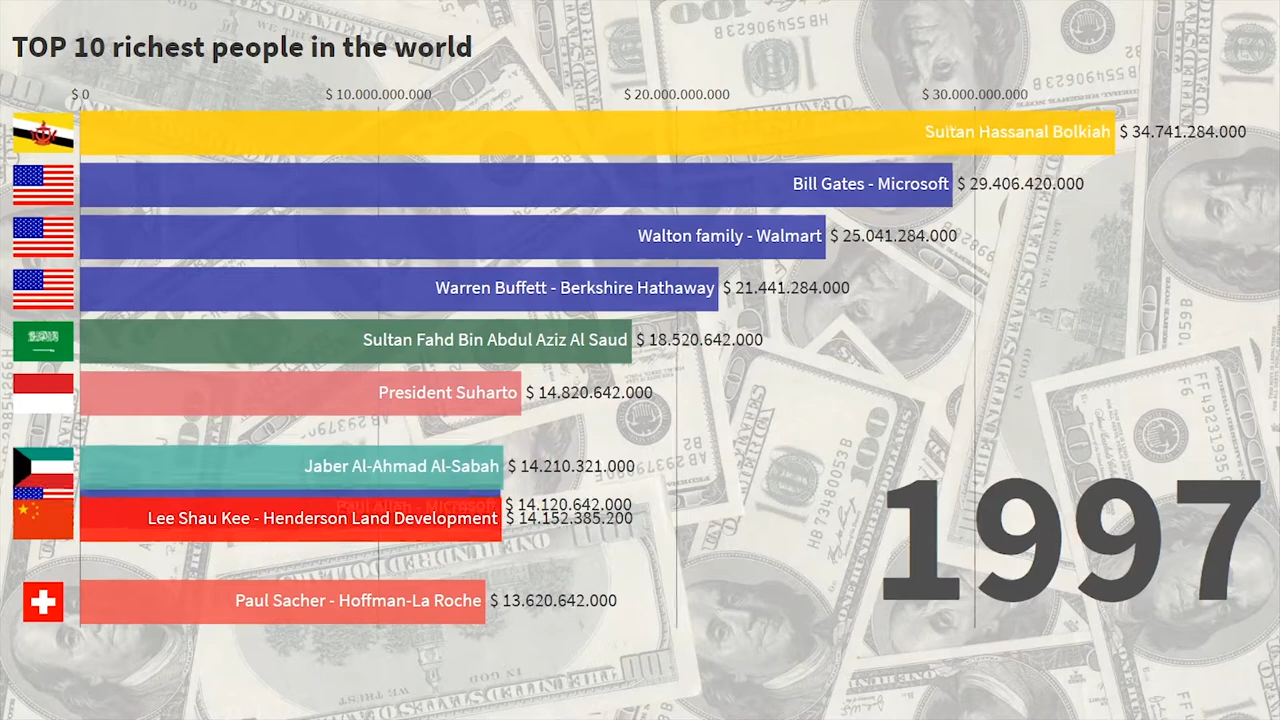 TOP 10 richest people in the world
$ 0 $ 10.000.000.000 $ 20.000.000.000 $ 30.000.000.000
Sultan Hassanal Bolkiah $ 34.741.284.000
Bill Gates - Microsoft $ 29.406.420.000
Walton family - Walmart $ 25.041.284.000
Warren Buffett - Berkshire Hathaway $ 21.441.284.000
Sultan Fahd Bin Abdul Aziz Al Saud $ 18.520.642.000
President Suharto $ 14.820.642.000
Jaber Al-Ahmad Al-Sabah $ 14.210.321.000
Paul Allen - Microsoft $ 14.120.642.000
Lee Shau Kee - Henderson Land Development $ 14.152.385.200
Paul Sacher - Hoffman-La Roche $ 13.620.642.000
1997